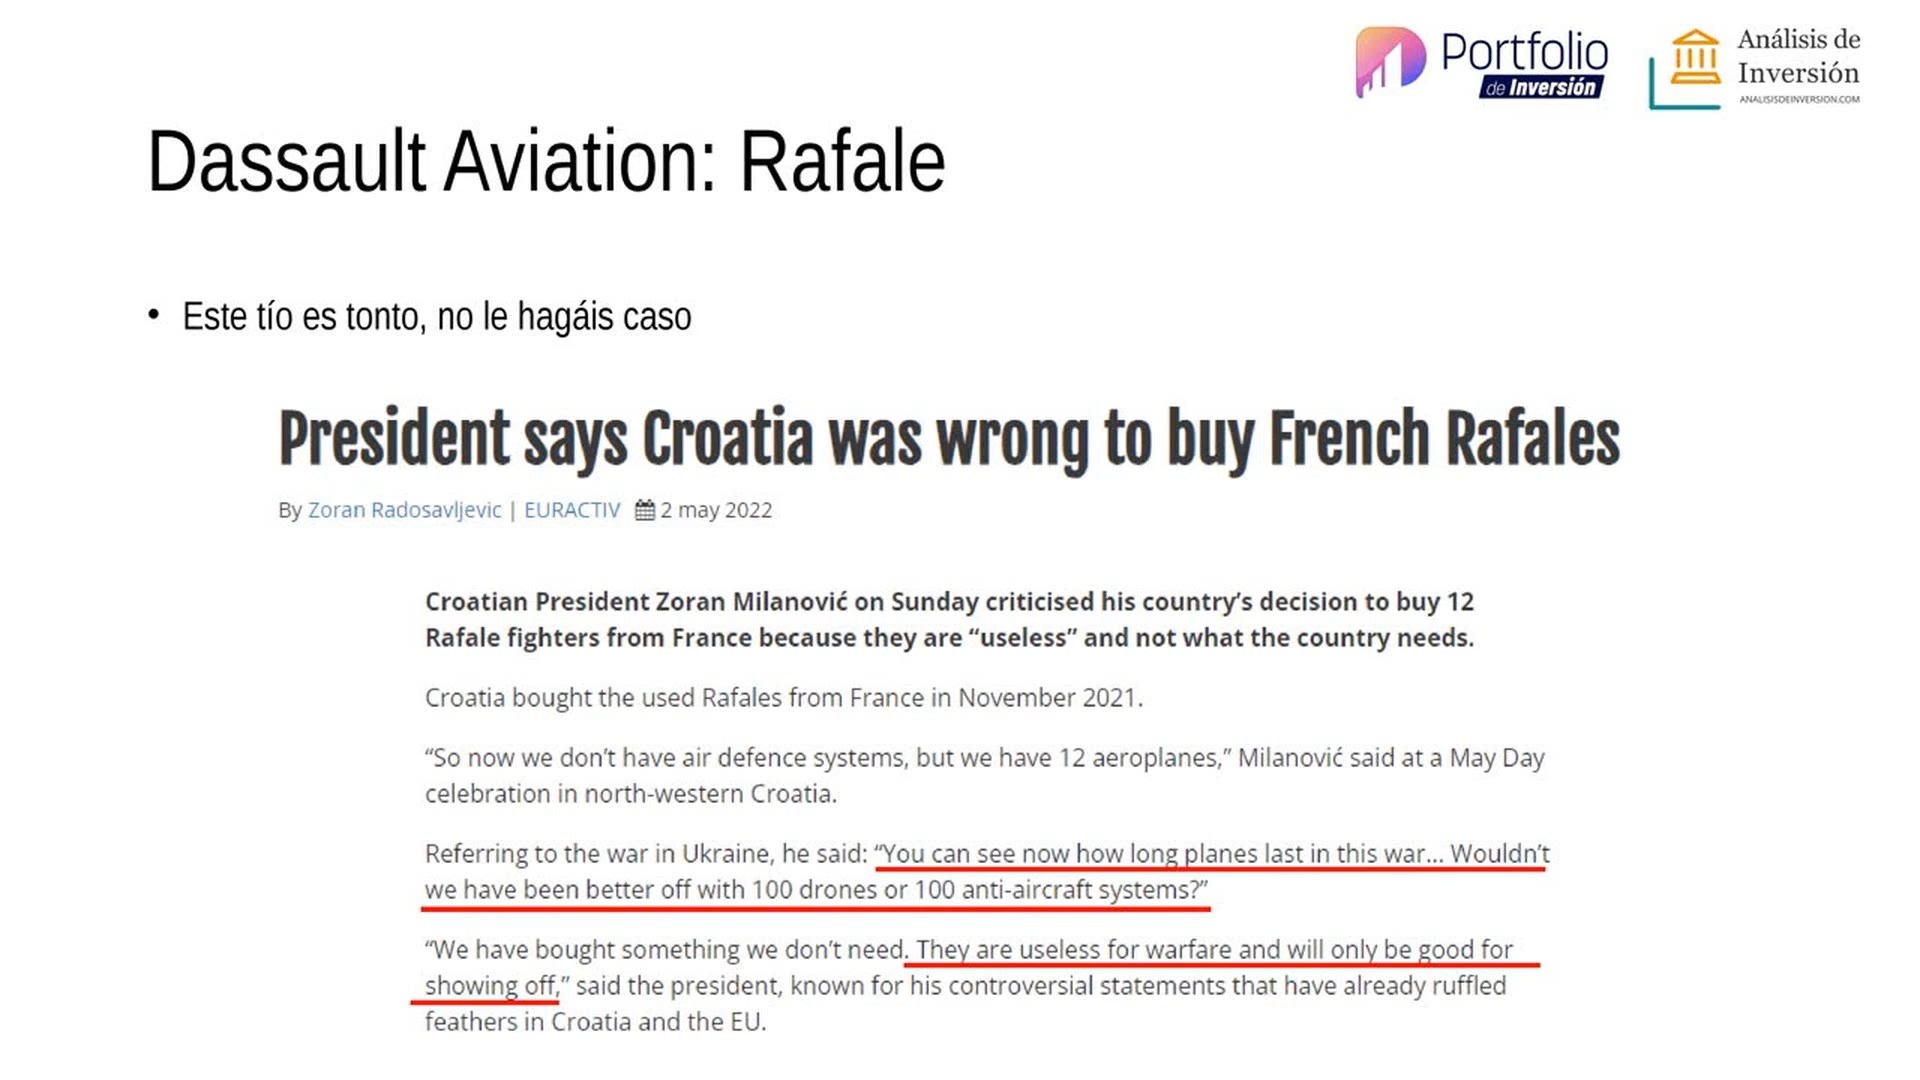 Portfolio
de Inversión
Análisis de
Inversión
ANALISISDEINVERSION.COM
Dassault Aviation: Rafale
• Este tío es tonto, no le hagáis caso
President says Croatia was wrong to buy French Rafales
By Zoran Radosavljevic | EURACTIV 2 may 2022
Croatian President Zoran Milanović on Sunday criticised his country’s decision to buy 12
Rafale fighters from France because they are “useless” and not what the country needs.
Croatia bought the used Rafales from France in November 2021.
“So now we don’t have air defence systems, but we have 12 aeroplanes,” Milanović said at a May Day
celebration in north-western Croatia.
Referring to the war in Ukraine, he said: “You can see now how long planes last in this war... Wouldn’t
we have been better off with 100 drones or 100 anti-aircraft systems?”
“We have bought something we don’t need. They are useless for warfare and will only be good for
showing off,” said the president, known for his controversial statements that have already ruffled
feathers in Croatia and the EU.